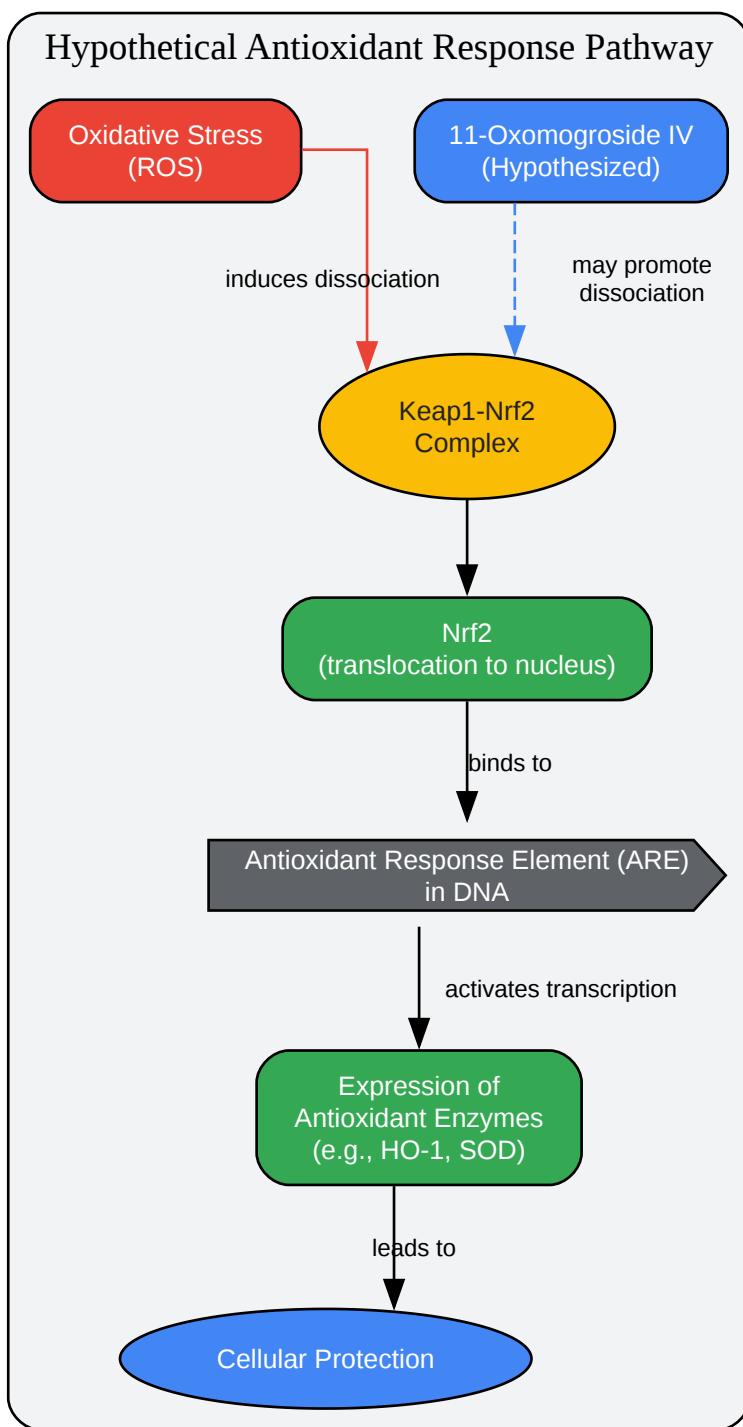 Hypothetical Antioxidant Response Pathway
Oxidative Stress
(ROS)
11-Oxomogroside IV
(Hypothesized)
induces dissociation
may promote
dissociation
Keap1-Nrf2
Complex
Nrf2
(translocation to nucleus)
binds to
Antioxidant Response Element (ARE)
in DNA
activates transcription
Expression of
Antioxidant Enzymes
(e.g., HO-1, SOD)
leads to
Cellular Protection